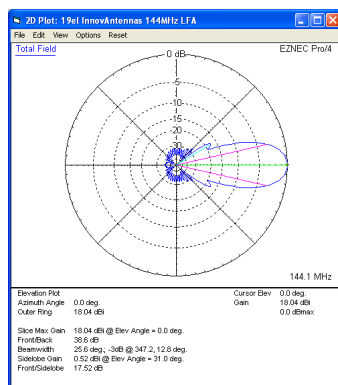 2D Plot: 19el InnovAntennas 144MHz LFA
File Edit View Options Reset
Total Field
0 dB
EZNEC Pro/4
-5
-10
-15
-20
-30
144.1 MHz
Elevation Plot
Cursor Elev 0.0 deg.
Azimuth Angle 0.0 deg.
Gain 18.04 dBi
Outer Ring 18.04 dBi
0.0 dBmax
Slice Max Gain 18.04 dBi @ Elev Angle = 0.0 deg.
Front/Back 38.6 dB
Beamwidth 25.6 deg.; -3dB @ 347.2, 12.8 deg.
Sidelobe Gain 0.52 dBi @ Elev Angle = 31.0 deg.
Front/Sidelobe 17.52 dB